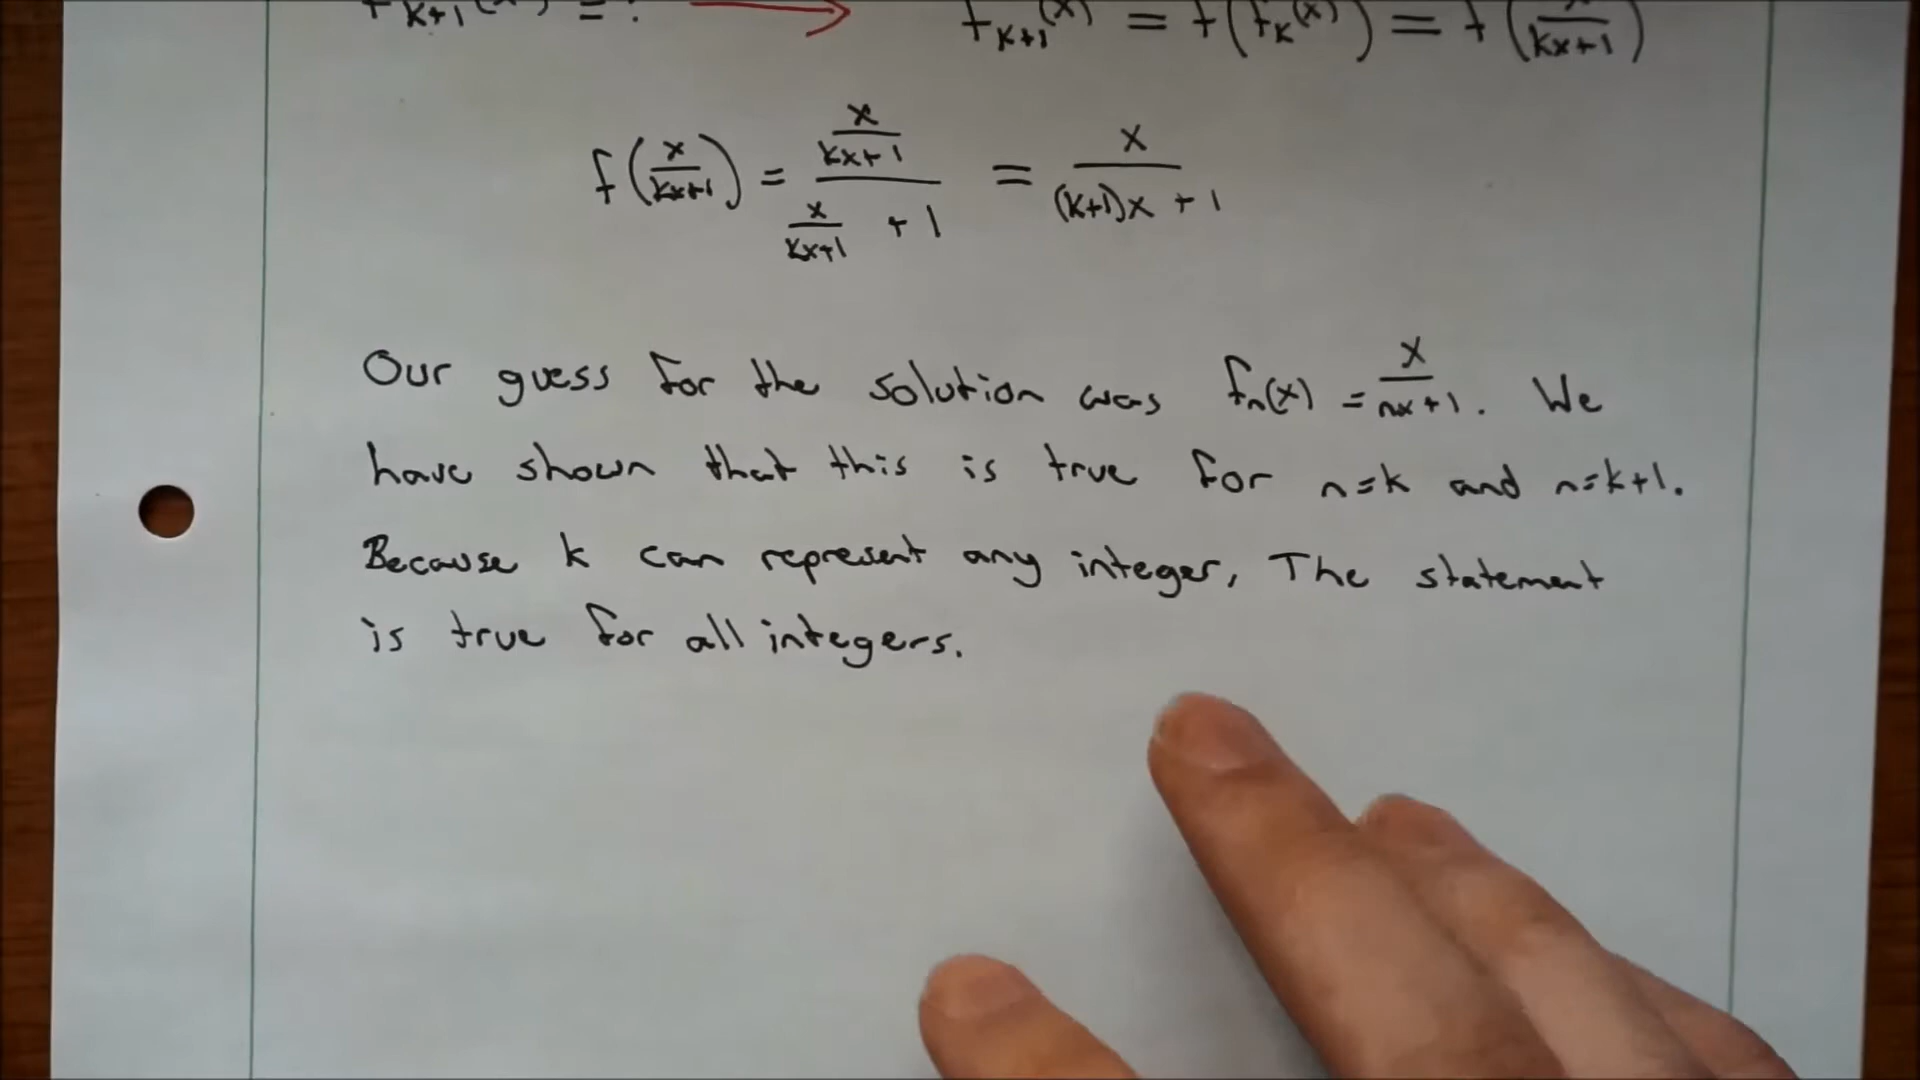 f_{k+1}(x) = ? → f_{k+1}(x) = f(f_k(x)) = f(x/(kx+1))
f(x/(kx+1)) = (x/(kx+1))/(x/(kx+1) + 1) = x/((k+1)x + 1)
Our guess for the solution was f_n(x) = x/(nx+1). We
have shown that this is true for n=k and n=k+1.
Because k can represent any integer, The statement
is true for all integers.